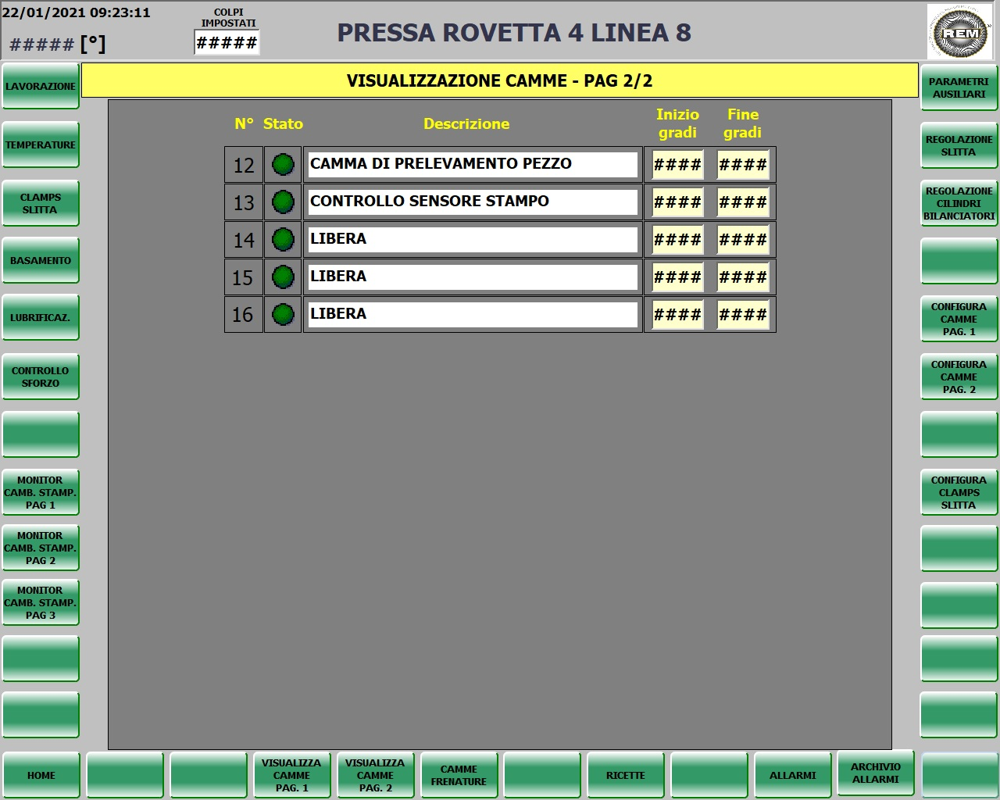 22/01/2021 09:23:11
COLPI
IMPOSTATI
##### [°]
#####
PRESSA ROVETTA 4 LINEA 8
REM
VISUALIZZAZIONE CAMME - PAG 2/2
N° Stato Descrizione Inizio gradi Fine gradi
12 CAMMA DI PRELEVAMENTO PEZZO #### ####
13 CONTROLLO SENSORE STAMPO #### ####
14 LIBERA #### ####
15 LIBERA #### ####
16 LIBERA #### ####
LAVORAZIONE
TEMPERATURE
CLAMPS
SLITTA
BASAMENTO
LUBRIFICAZ.
CONTROLLO
SFORZO
MONITOR
CAMB. STAMP.
PAG 1
MONITOR
CAMB. STAMP.
PAG 2
MONITOR
CAMB. STAMP.
PAG 3
PARAMETRI
AUSILIARI
REGOLAZIONE
SLITTA
REGOLAZIONE
CILINDRI
BILANCIATORI
CONFIGURA
CAMME
PAG. 1
CONFIGURA
CAMME
PAG. 2
CONFIGURA
CLAMPS
SLITTA
HOME
VISUALIZZA
CAMME
PAG. 1
VISUALIZZA
CAMME
PAG. 2
CAMME
FRENATURE
RICETTE
ALLARMI
ARCHIVIO
ALLARMI